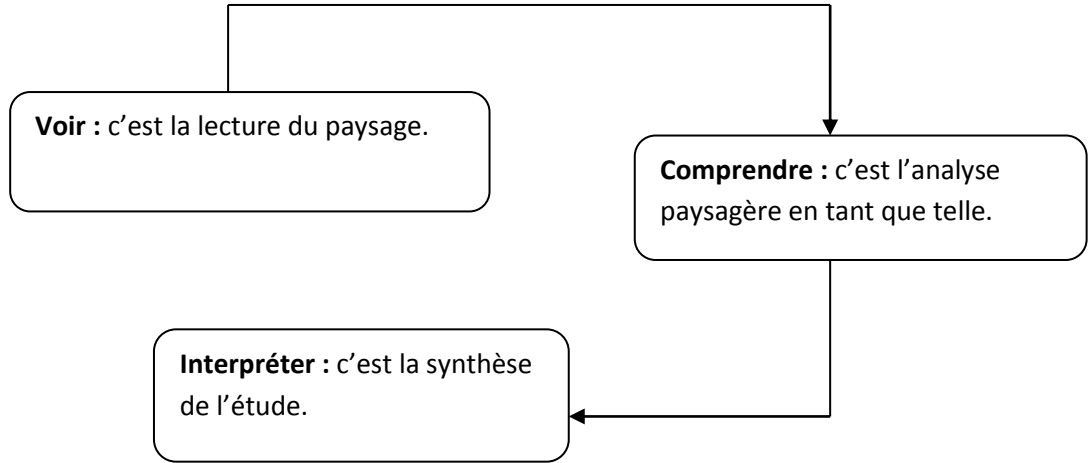 Voir : c’est la lecture du paysage.
Comprendre : c’est l’analyse
paysagère en tant que telle.
Interpréter : c’est la synthèse
de l’étude.